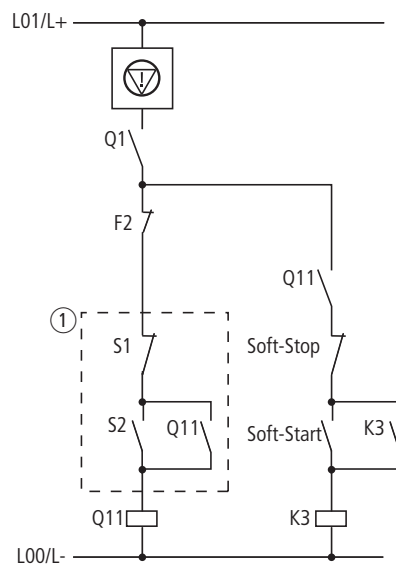 L01/L+
Q1
F2
Q11
①
S1
Soft-Stop
S2
Q11
Soft-Start
K3
Q11
K3
L00/L-